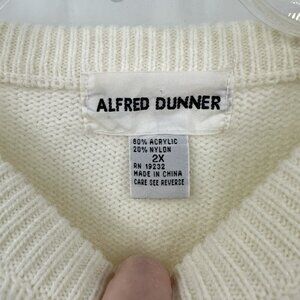 ALFRED DUNNER
80% ACRYLIC
20% NYLON
2X
RN 19232
MADE IN CHINA
CARE SEE REVERSE